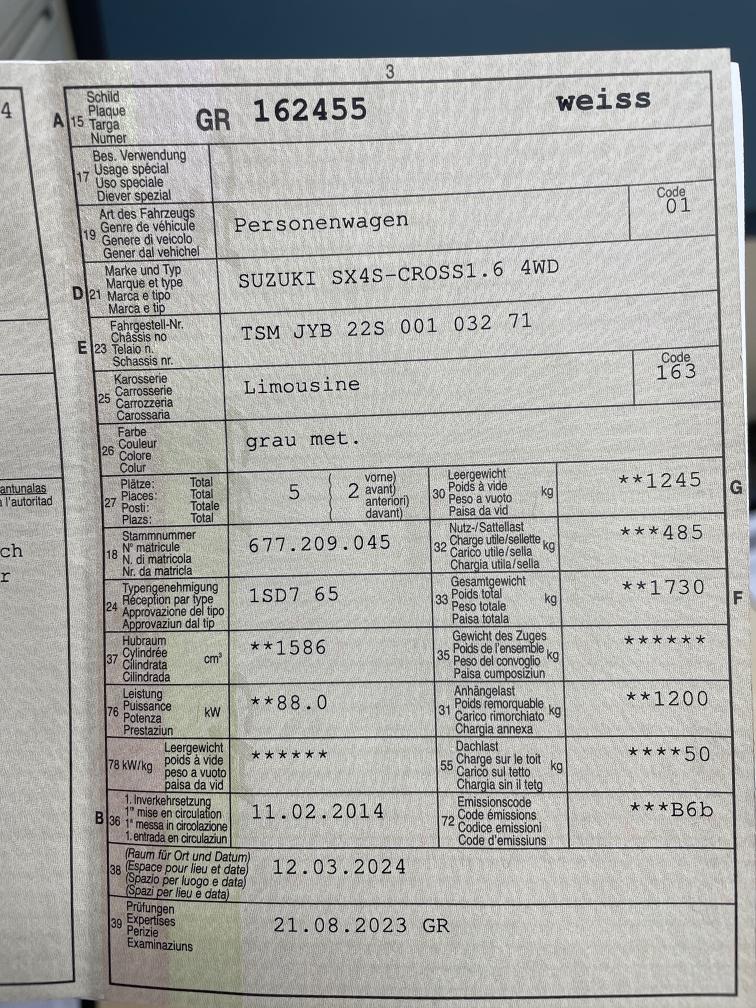 3
4
A 15 Schild
Plaque
Targa
Numer
GR 162455 weiss
17 Bes. Verwendung
Usage spécial
Uso speciale
Diever spezial
19 Art des Fahrzeugs
Genre de véhicule
Genere di veicolo
Gener dal vehichel
Personenwagen
Code
01
D 21 Marke und Typ
Marque et type
Marca e tipo
Marca e tip
SUZUKI SX4S-CROSS1.6 4WD
E 23 Fahrgestell-Nr.
Châssis no
Telaio n.
Schassis nr.
TSM JYB 22S 001 032 71
25 Karosserie
Carrosserie
Carrozzeria
Carossaria
Limousine
Code
163
26 Farbe
Couleur
Colore
Colur
grau met.
27 Plätze: Total
Places: Total
Posti: Totale
Plazs: Total
5 ( 2 vorne)
avant)
anteriori)
davant)
30 Leergewicht
Poids à vide
Peso a vuoto
Paisa da vid
kg
**1245
G
antunalas
l'autoritad
ch
r
18 Stammnummer
N° matricule
N. di matricola
Nr. da matricla
677.209.045
32 Nutz-/Sattellast
Charge utile/sellette
Carico utile/sella
Chargia utila/sella
kg
***485
24 Typengenehmigung
Réception par type
Approvazione del tipo
Approvaziun dal tip
1SD7 65
33 Gesamtgewicht
Poids total
Peso totale
Paisa totala
kg
**1730
F
37 Hubraum
Cylindrée
Cilindrata
Cilindrada
cm³
**1586
35 Gewicht des Zuges
Poids de l'ensemble
Peso del convoglio
Paisa cumposiziun
kg
******
76 Leistung
Puissance
Potenza
Prestaziun
kW
**88.0
31 Anhängelast
Poids remorquable
Carico rimorchiato
Chargia annexa
kg
**1200
78 kW/kg Leergewicht
poids à vide
peso a vuoto
paisa da vid
******
55 Dachlast
Charge sur le toit
Carico sul tetto
Chargia sin il tetg
kg
****50
B 36 1. Inverkehrsetzung
1re mise en circulation
1a messa in circolazione
1. entrada en circulaziun
11.02.2014
72 Emissionscode
Code émissions
Codice emissioni
Code d'emissiuns
***B6b
38 (Raum für Ort und Datum)
(Espace pour lieu et date)
(Spazio per luogo e data)
(Spazi per lieu e data)
12.03.2024
39 Prüfungen
Expertises
Perizie
Examinaziuns
21.08.2023 GR